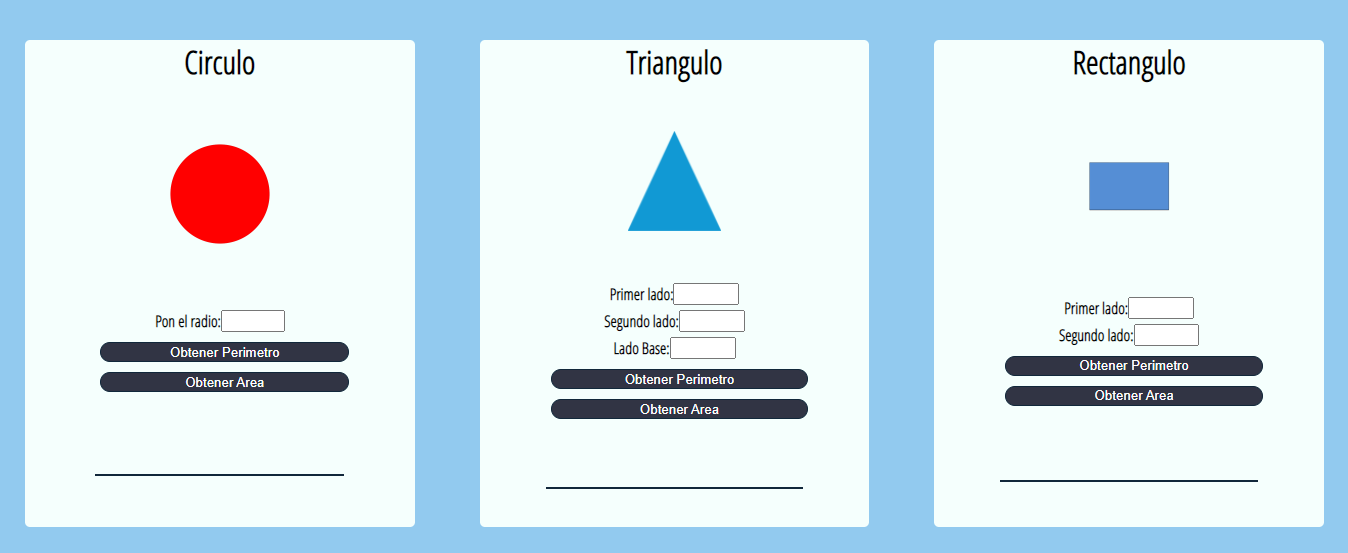 Circulo
Pon el radio:
Obtener Perimetro
Obtener Area
Triangulo
Primer lado:
Segundo lado:
Lado Base:
Obtener Perimetro
Obtener Area
Rectangulo
Primer lado:
Segundo lado:
Obtener Perimetro
Obtener Area